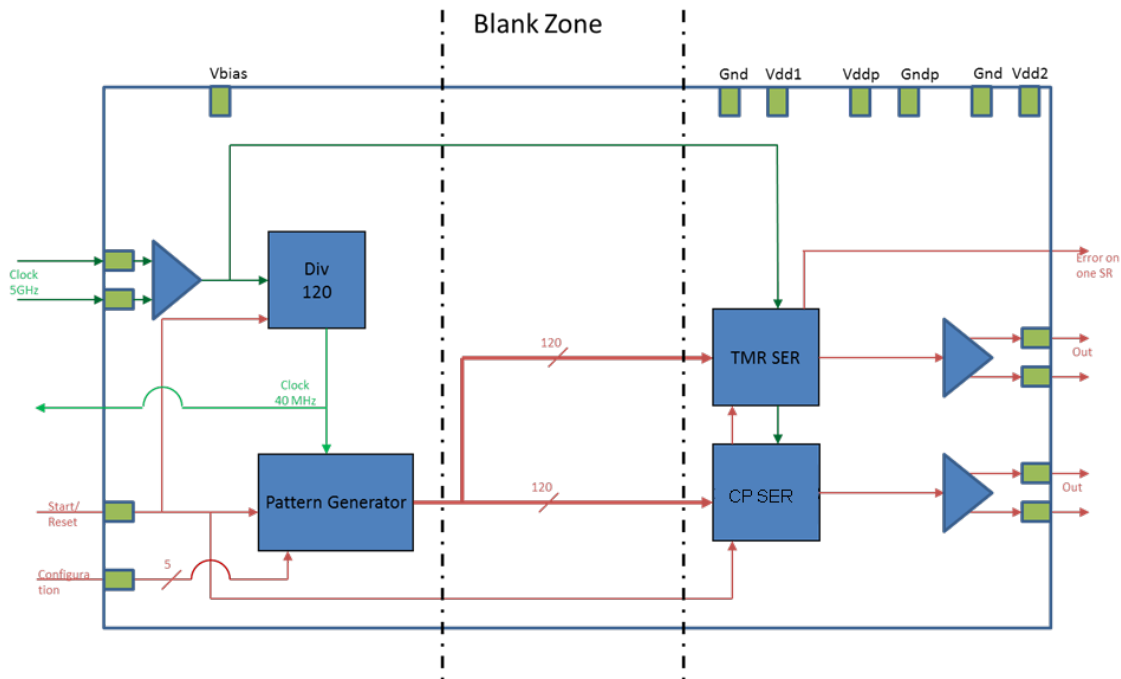 Blank Zone
Vbias
Gnd
Vdd1
Vddp
Gndp
Gnd
Vdd2
Clock
5GHz
Div
120
Error on
one SR
120
TMR SER
Out
Clock
40 MHz
Start/
Reset
Pattern Generator
120
CP SER
Out
Configura
tion
5